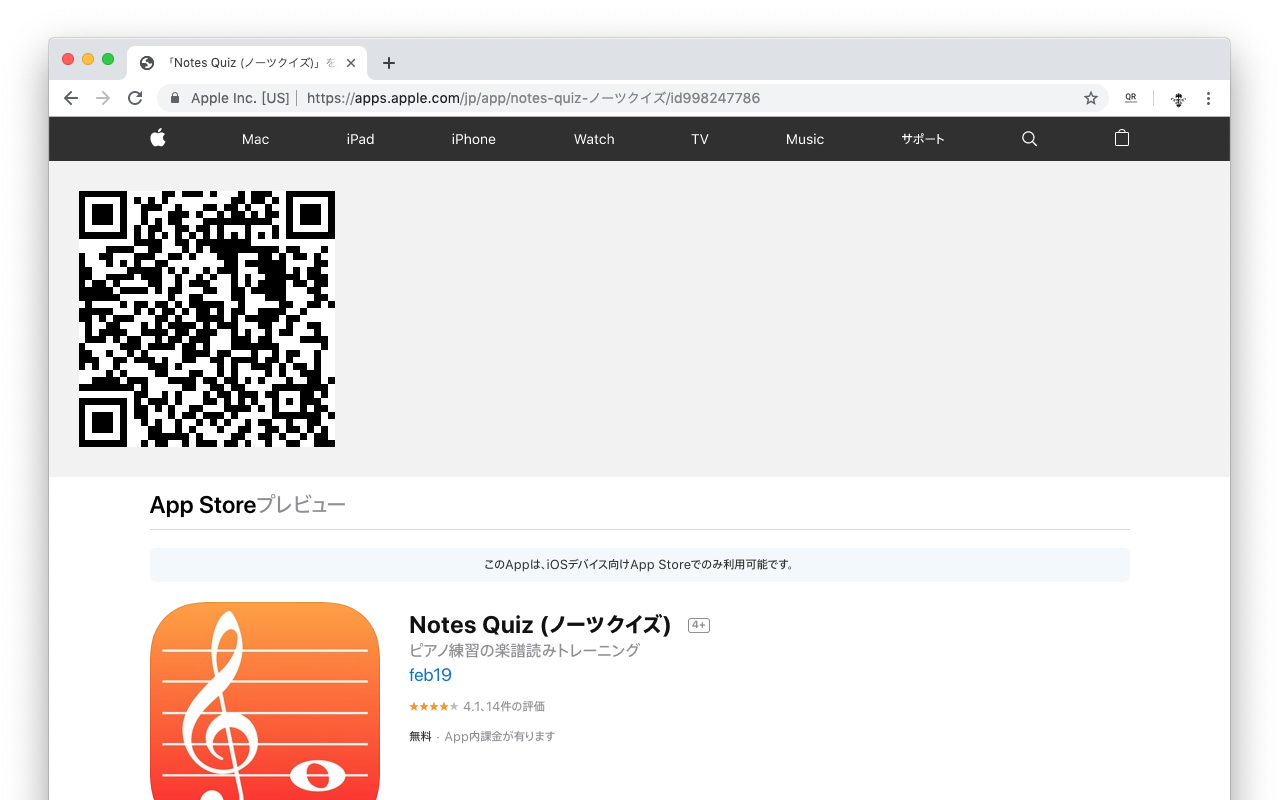 「Notes Quiz (ノーツクイズ)」を
Apple Inc. [US] https://apps.apple.com/jp/app/notes-quiz-ノーツクイズ/id998247786
QR
Mac iPad iPhone Watch TV Music サポート
App Storeプレビュー
このAppは、iOSデバイス向けApp Storeでのみ利用可能です。
Notes Quiz (ノーツクイズ) 4+
ピアノ練習の楽譜読みトレーニング
feb19
★★★★★ 4.1、14件の評価
無料 · App内課金が有ります